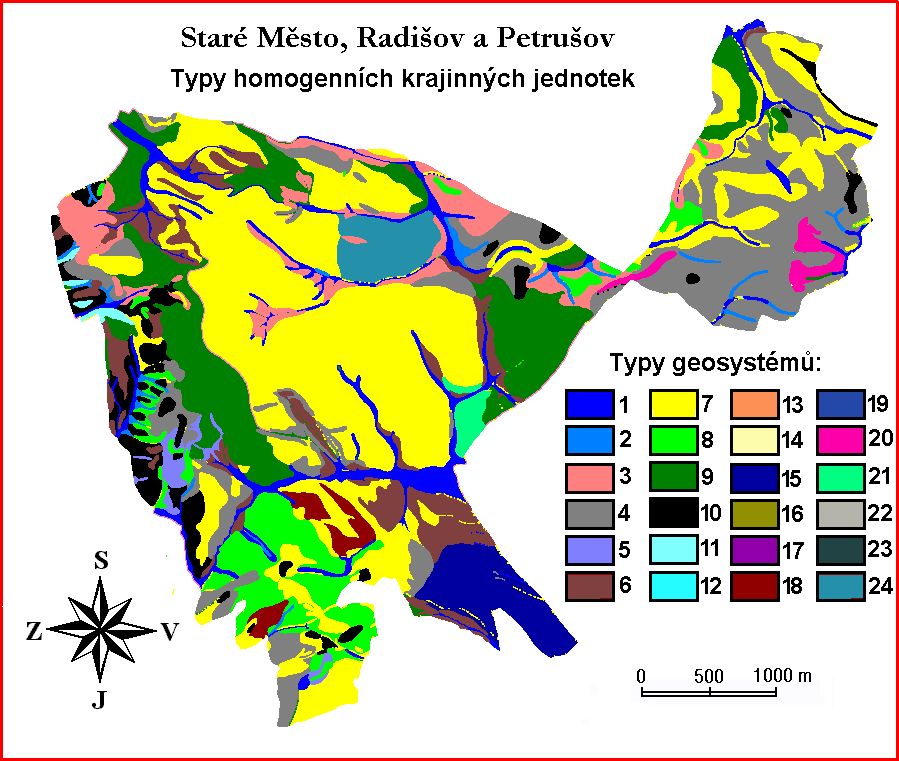 Staré Město, Radišov a Petrušov
Typy homogenních krajinných jednotek
Typy geosystémů:
1 7 13 19
2 8 14 20
3 9 15 21
4 10 16 22
5 11 17 23
6 12 18 24
S
Z V
J
0 500 1000 m